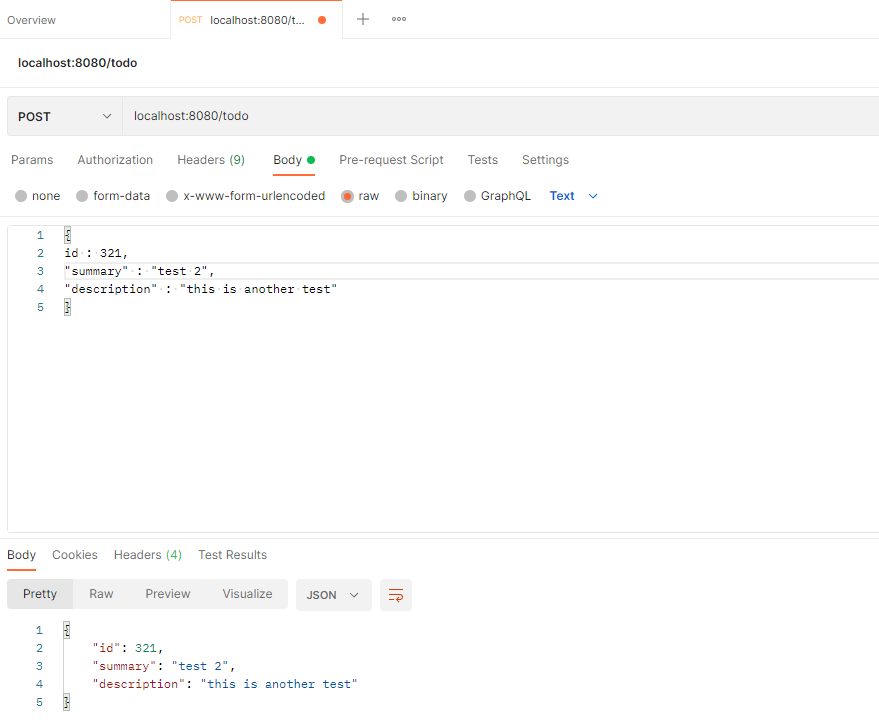 Overview POST localhost:8080/t...
localhost:8080/todo
POST localhost:8080/todo
Params Authorization Headers (9) Body Pre-request Script Tests Settings
none form-data x-www-form-urlencoded raw binary GraphQL Text
1 {
2 id : 321,
3 "summary" : "test 2",
4 "description" : "this is another test"
5 }
Body Cookies Headers (4) Test Results
Pretty Raw Preview Visualize JSON
1 {
2 "id": 321,
3 "summary": "test 2",
4 "description": "this is another test"
5 }